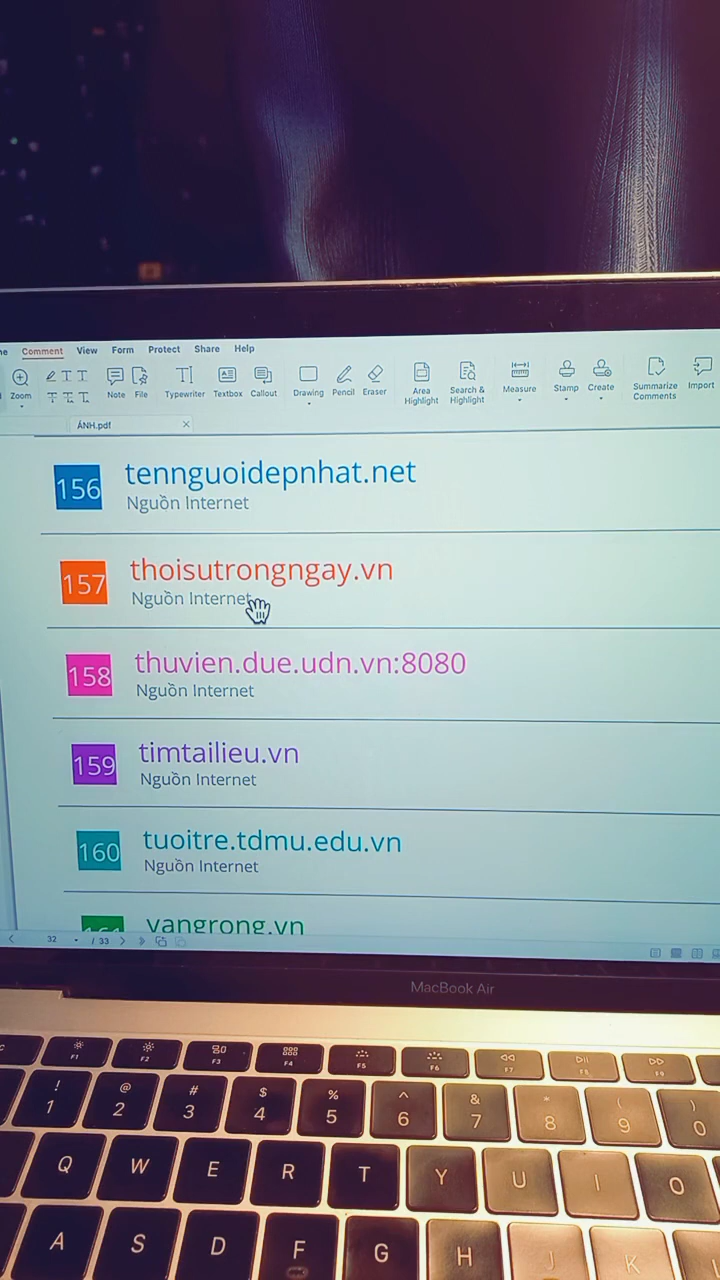 Comment View Form Protect Share Help
Zoom Note File Typewriter Textbox Callout Drawing Pencil Eraser Area Highlight Search & Highlight Measure Stamp Create Summarize Comments Import
ÁNH.pdf
156 tennguoidepnhat.net
Nguồn Internet
157 thoisutrongngay.vn
Nguồn Internet
158 thuvien.due.udn.vn:8080
Nguồn Internet
159 timtailieu.vn
Nguồn Internet
160 tuoitre.tdmu.edu.vn
Nguồn Internet
vangrong.vn
32 / 33
MacBook Air
F1 F2 F3 F4 F5 F6 F7 F8 F9
! @ # $ % ^ & * ( )
1 2 3 4 5 6 7 8 9 0
Q W E R T Y U I O
A S D F G H J K